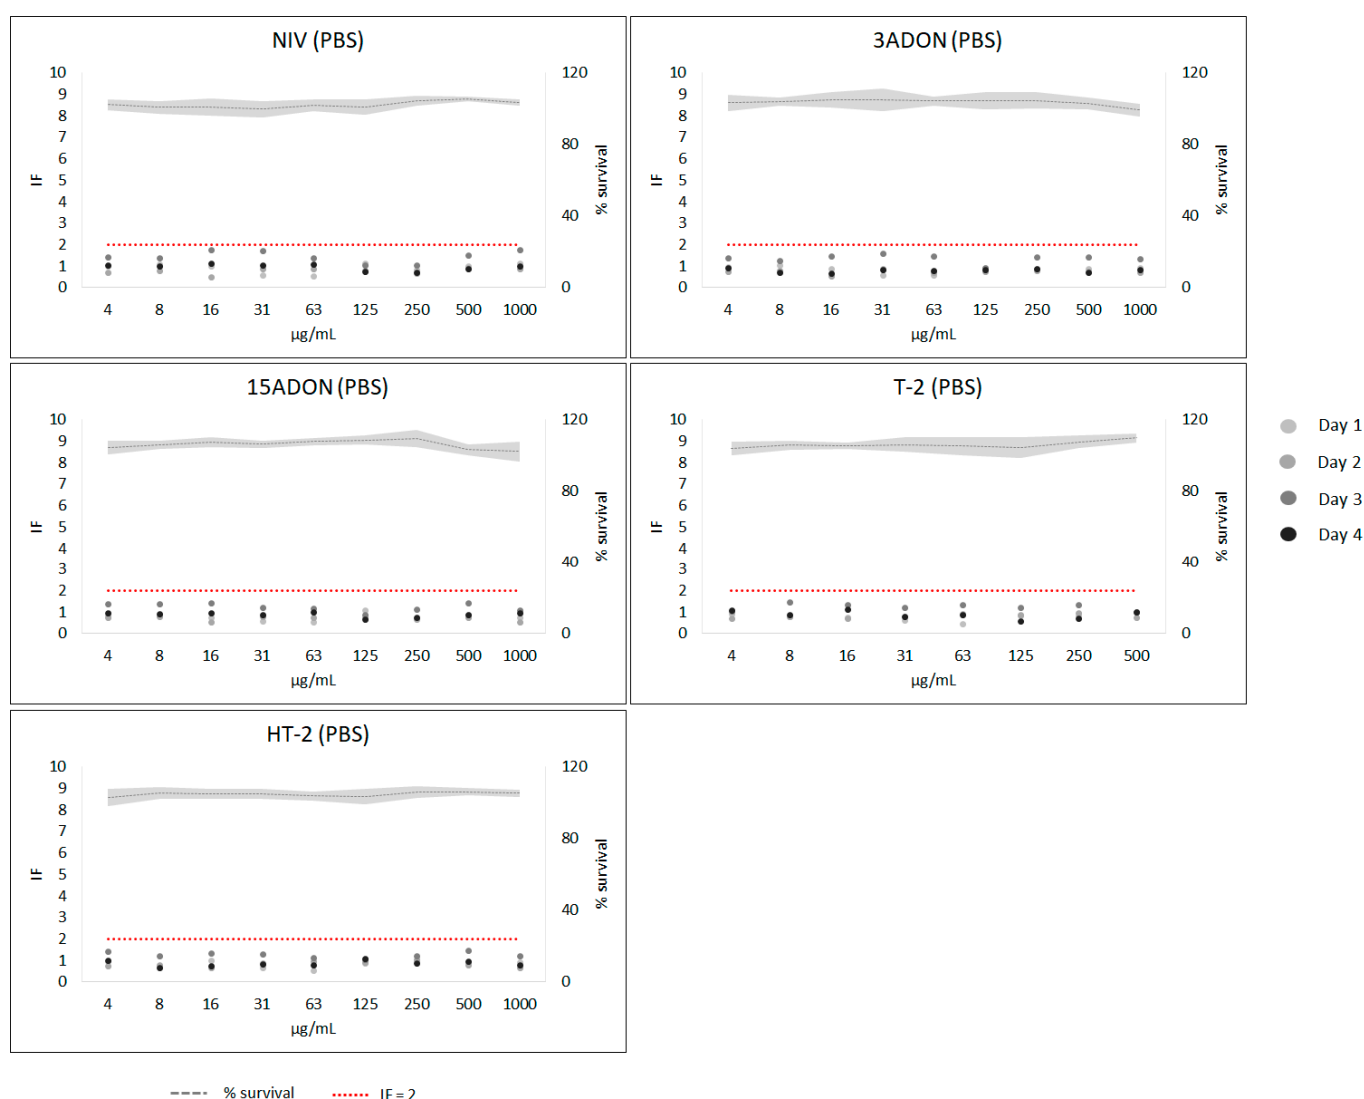 NIV (PBS)
10
9
8
7
6
5
4
3
2
1
0
IF
120
80
40
0
% survival
4 8 16 31 63 125 250 500 1000
µg/mL
3ADON (PBS)
10
9
8
7
6
5
4
3
2
1
0
IF
120
80
40
0
% survival
4 8 16 31 63 125 250 500 1000
µg/mL
15ADON (PBS)
10
9
8
7
6
5
4
3
2
1
0
IF
120
80
40
0
% survival
4 8 16 31 63 125 250 500 1000
µg/mL
T-2 (PBS)
10
9
8
7
6
5
4
3
2
1
0
IF
120
80
40
0
% survival
4 8 16 31 63 125 250 500
µg/mL
Day 1
Day 2
Day 3
Day 4
HT-2 (PBS)
10
9
8
7
6
5
4
3
2
1
0
IF
120
80
40
0
% survival
4 8 16 31 63 125 250 500 1000
µg/mL
% survival IF = 2